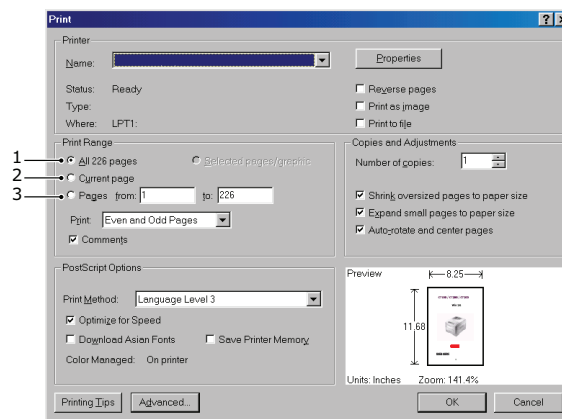 Print
Printer
Name:
Properties
Status: Ready
Reverse pages
Type:
Print as image
Where: LPT1:
Print to file
Print Range
Copies and Adjustments
1 All 226 pages Selected pages/graphic
Number of copies: 1
2 Current page
3 Pages from: 1 to: 226
Shrink oversized pages to paper size
Print: Even and Odd Pages
Expand small pages to paper size
Comments
Auto-rotate and center pages
PostScript Options
Preview
8.25
Print Method: Language Level 3
Optimize for Speed
11.68
Download Asian Fonts Save Printer Memory
Color Managed: On printer
Units: Inches Zoom: 141.4%
Printing Tips Advanced... OK Cancel